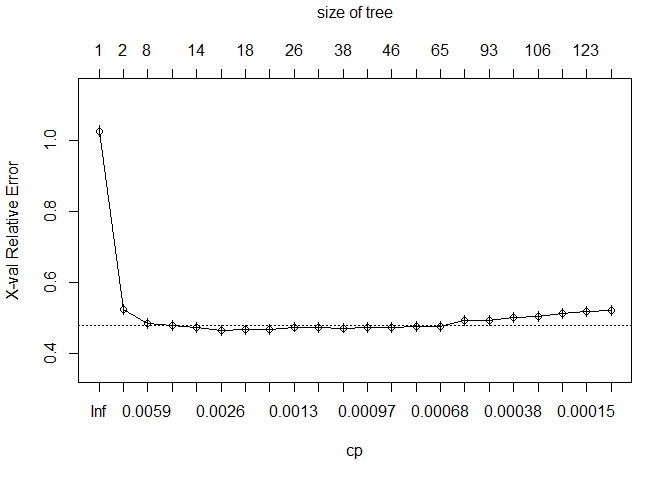 size of tree
1 2 8 14 18 26 38 46 65 93 106 123
X-val Relative Error
1.0
0.8
0.6
0.4
Inf 0.0059 0.0026 0.0013 0.00097 0.00068 0.00038 0.00015
cp